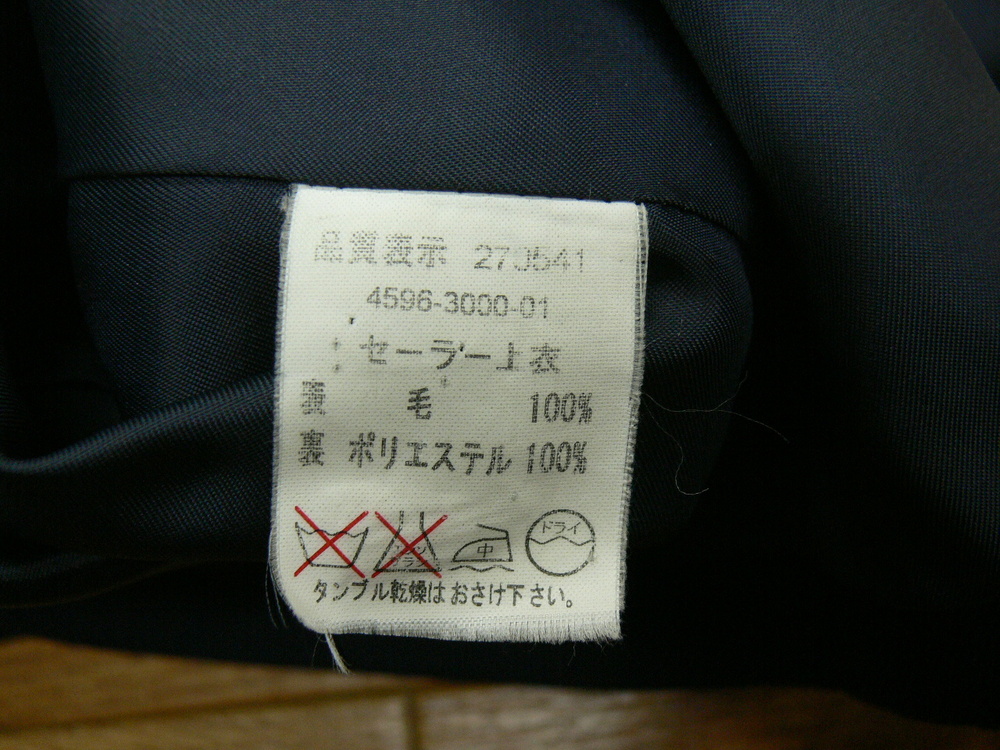 品質表示 27J541
4596-3000-01
セーラー上衣
表 毛 100%
裏 ポリエステル 100%
中 ドライ
タンブル乾燥はおさけ下さい。